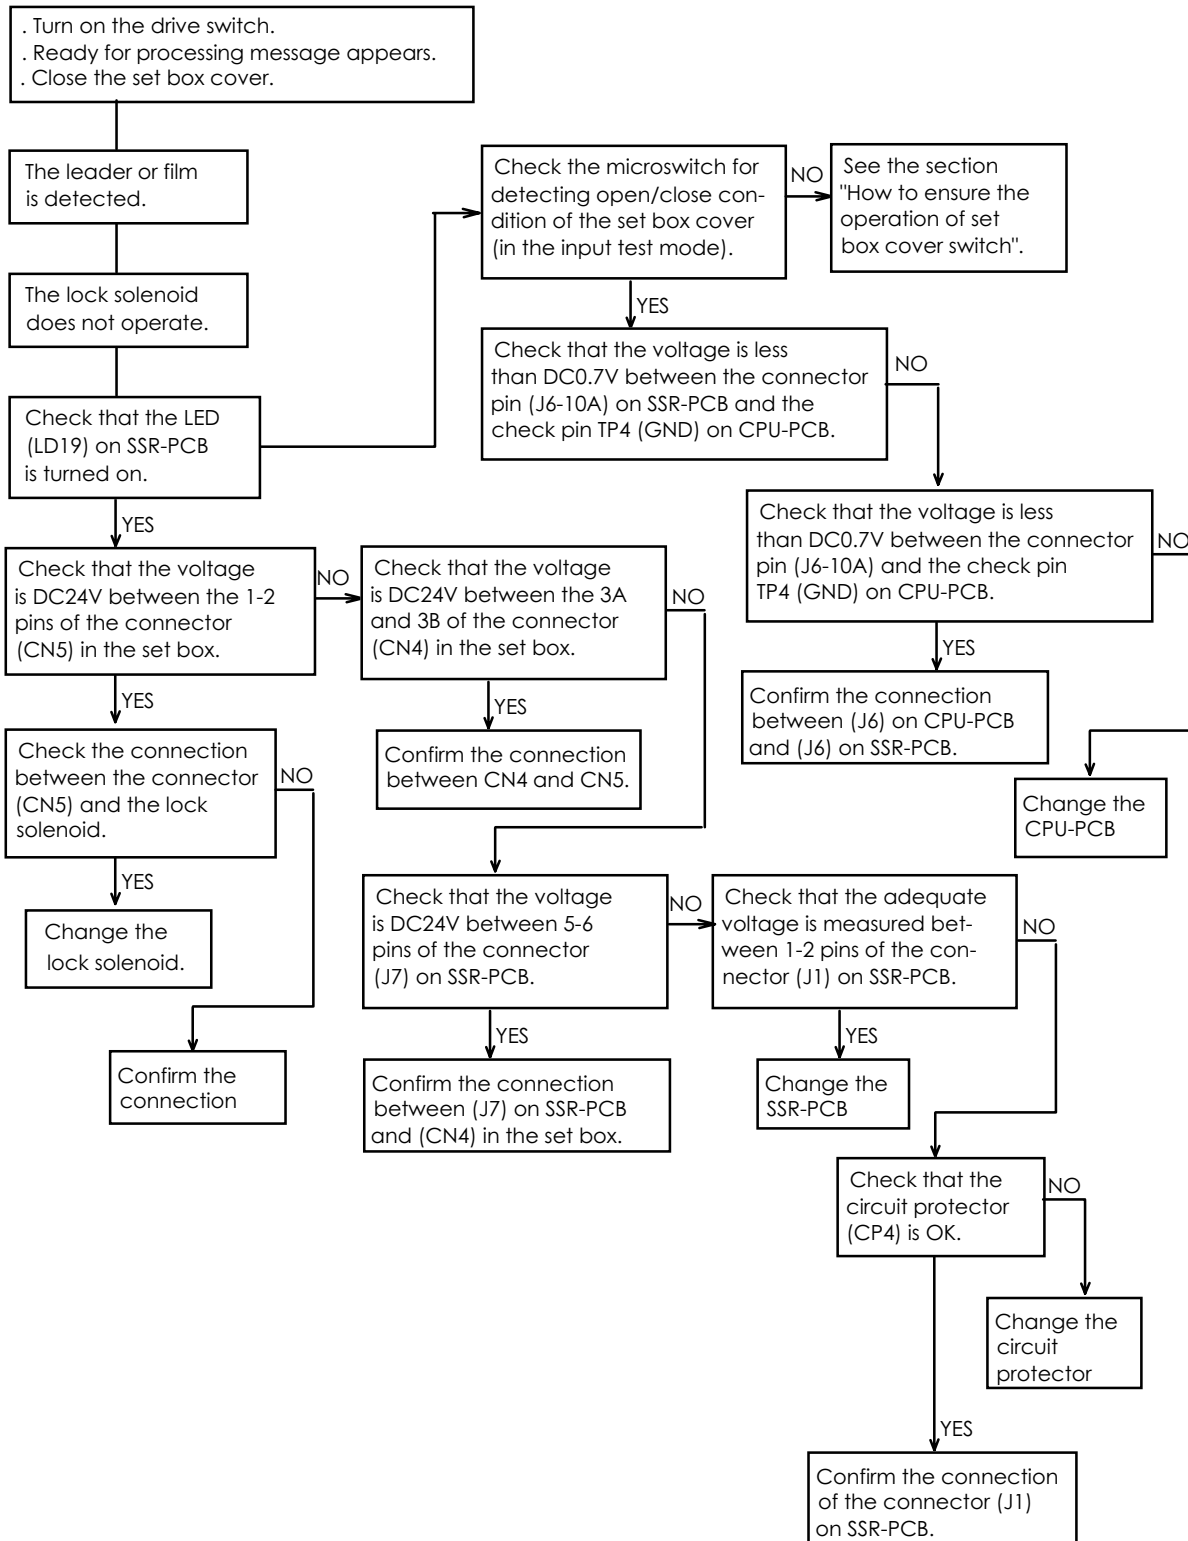 . Turn on the drive switch.
. Ready for processing message appears.
. Close the set box cover.
The leader or film
is detected.
The lock solenoid
does not operate.
Check that the LED
(LD19) on SSR-PCB
is turned on.
YES
Check the microswitch for
detecting open/close con-
dition of the set box cover
(in the input test mode).
NO
See the section
"How to ensure the
operation of set
box cover switch".
YES
Check that the voltage is less
than DC0.7V between the connector
pin (J6-10A) on SSR-PCB and the
check pin TP4 (GND) on CPU-PCB.
NO
Check that the voltage is less
than DC0.7V between the connector
pin (J6-10A) and the check pin
TP4 (GND) on CPU-PCB.
NO
YES
Confirm the connection
between (J6) on CPU-PCB
and (J6) on SSR-PCB.
Change the
CPU-PCB
Check that the voltage
is DC24V between the 1-2
pins of the connector
(CN5) in the set box.
NO
Check that the voltage
is DC24V between the 3A
and 3B of the connector
(CN4) in the set box.
NO
YES
YES
Confirm the connection
between CN4 and CN5.
Check the connection
between the connector
(CN5) and the lock
solenoid.
NO
YES
Change the
lock solenoid.
Confirm the
connection
Check that the voltage
is DC24V between 5-6
pins of the connector
(J7) on SSR-PCB.
NO
Check that the adequate
voltage is measured bet-
ween 1-2 pins of the con-
nector (J1) on SSR-PCB.
NO
YES
Confirm the connection
between (J7) on SSR-PCB
and (CN4) in the set box.
YES
Change the
SSR-PCB
Check that the
circuit protector
(CP4) is OK.
NO
Change the
circuit
protector
YES
Confirm the connection
of the connector (J1)
on SSR-PCB.